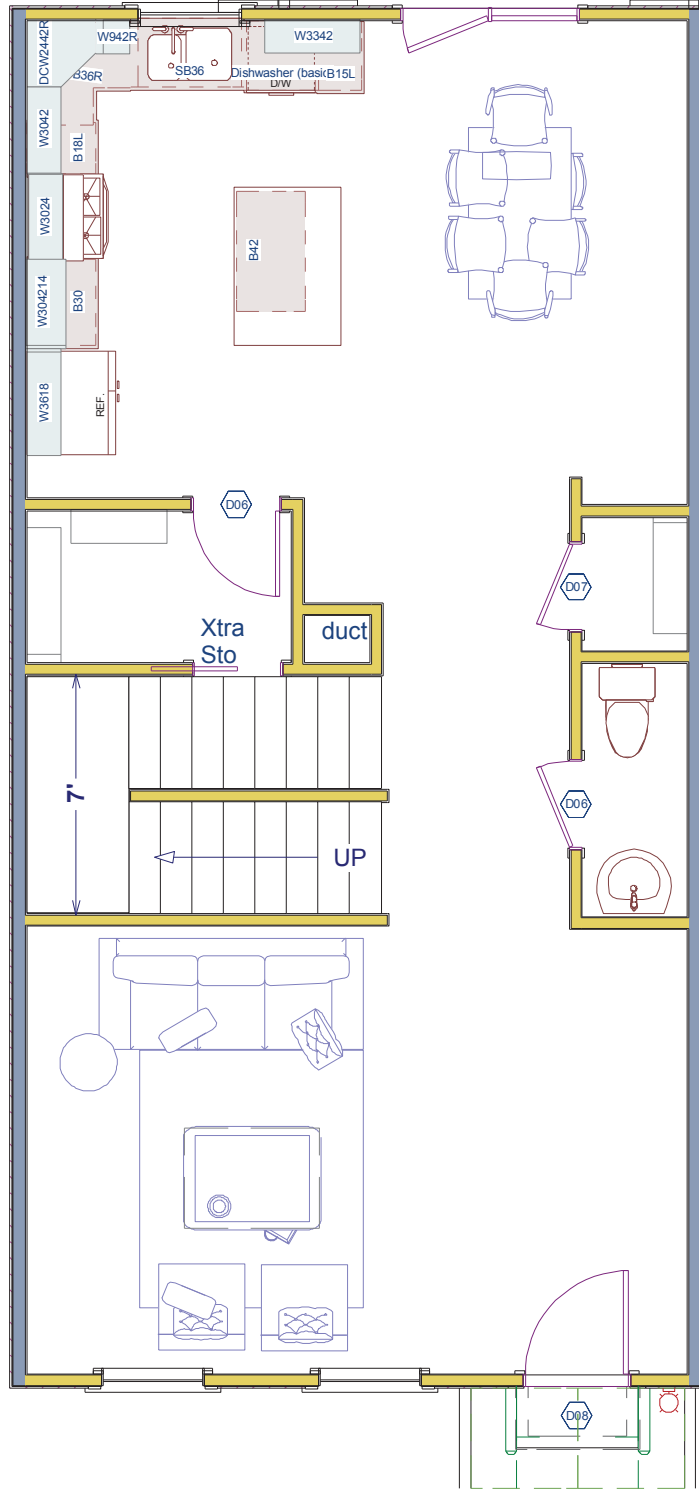 DCW2442R
W942R
W3342
B36R
SB36
Dishwasher (basic
B15L
D/W
W3042
B18L
W3024
B42
W304214
B30
W3618
REF.
D06
D07
Xtra
Sto
duct
7'
D06
UP
D08